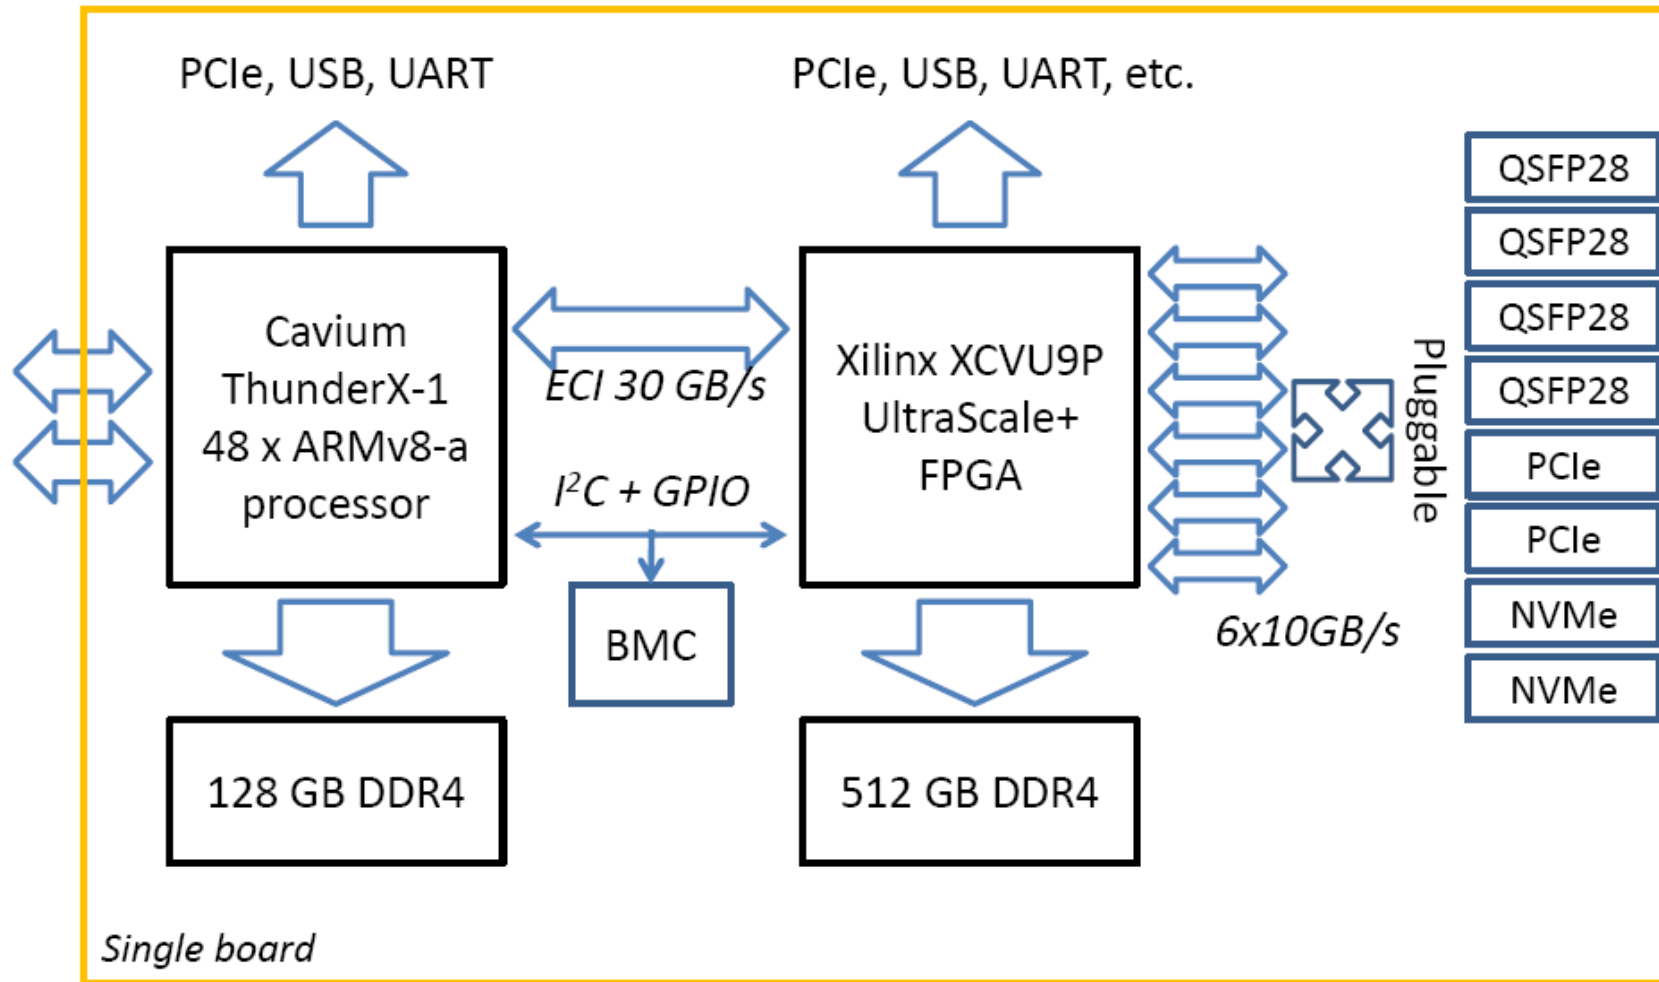 PCIe, USB, UART
PCIe, USB, UART, etc.
Cavium
ThunderX-1
48 x ARMv8-a
processor
ECI 30 GB/s
I²C + GPIO
BMC
Xilinx XCVU9P
UltraScale+
FPGA
6x10GB/s
Pluggable
QSFP28
QSFP28
QSFP28
QSFP28
PCIe
PCIe
NVMe
NVMe
128 GB DDR4
512 GB DDR4
Single board